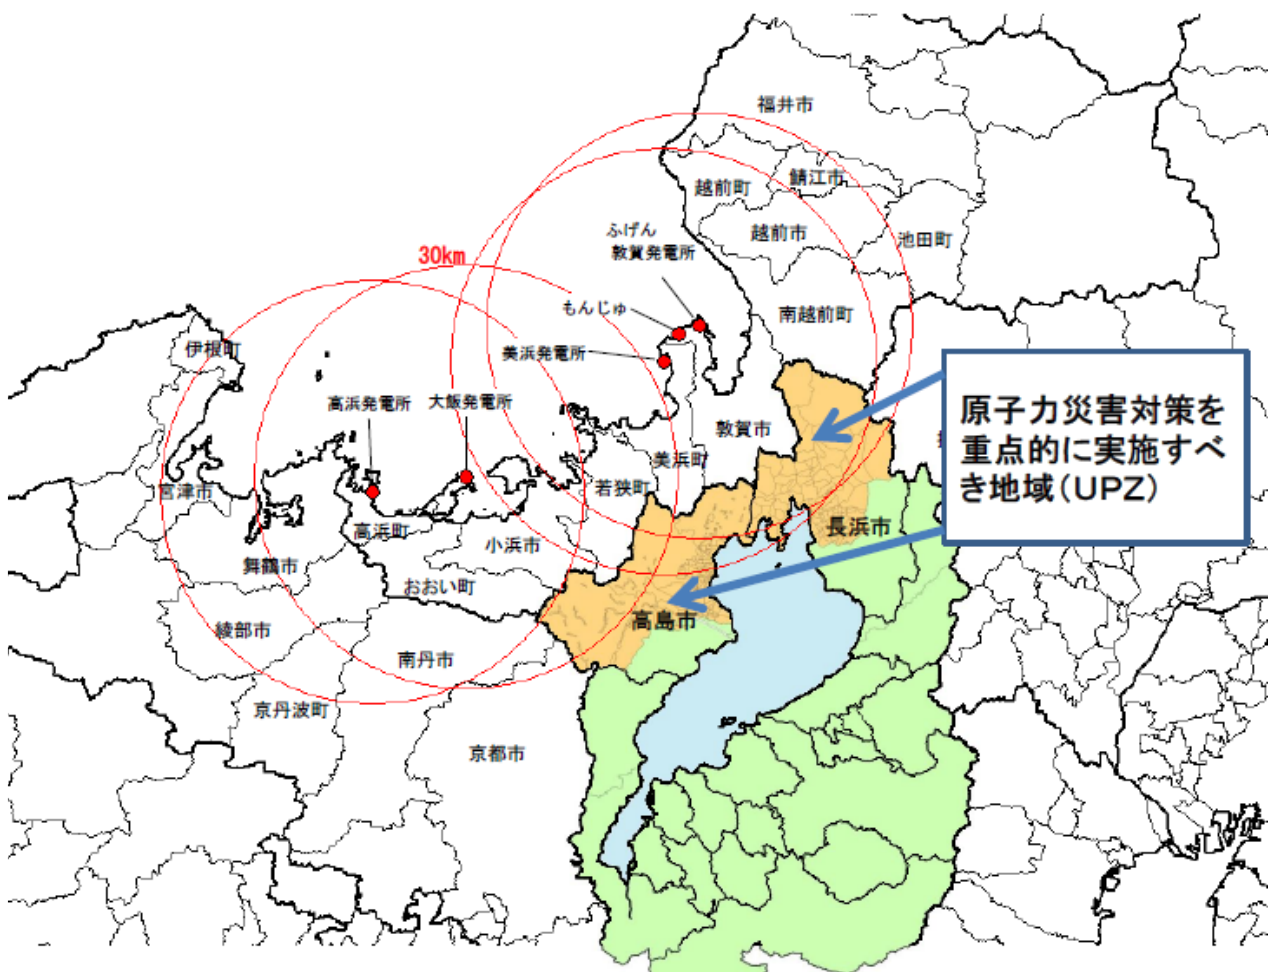 福井市
越前町
鯖江市
ふげん
敦賀発電所
越前市
池田町
30km
もんじゅ
南越前町
伊根町
美浜発電所
高浜発電所
大飯発電所
原子力災害対策を
重点的に実施すべ
き地域(UPZ)
敦賀市
美浜町
宮津市
若狭町
高浜町
長浜市
小浜市
舞鶴市
おおい町
高島市
綾部市
南丹市
京丹波町
京都市